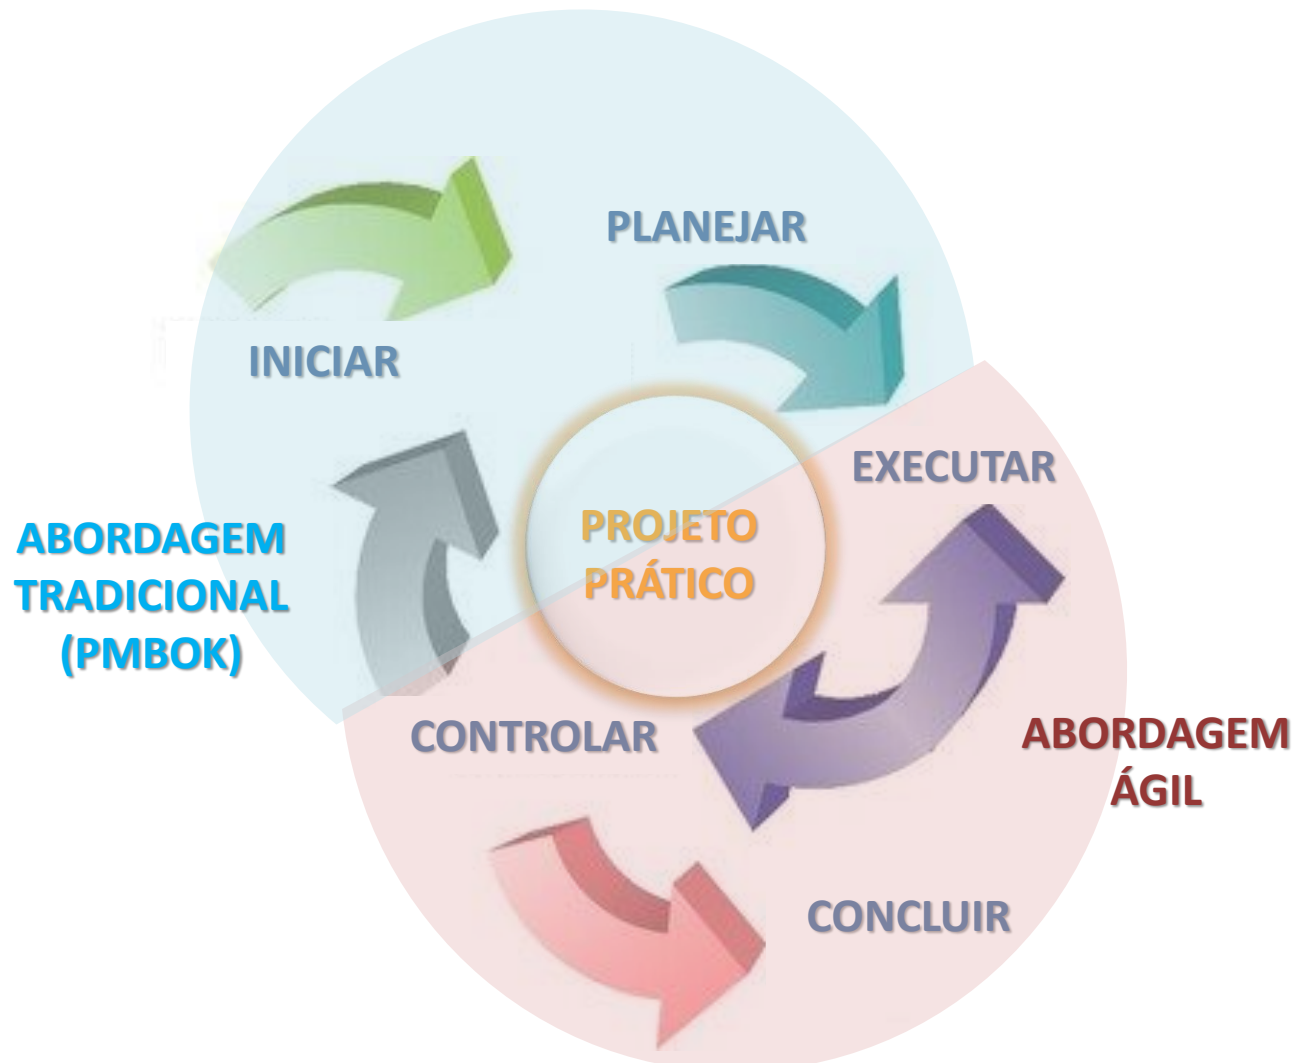 PLANEJAR
INICIAR
EXECUTAR
PROJETO
PRÁTICO
ABORDAGEM
TRADICIONAL
(PMBOK)
CONTROLAR
ABORDAGEM
ÁGIL
CONCLUIR